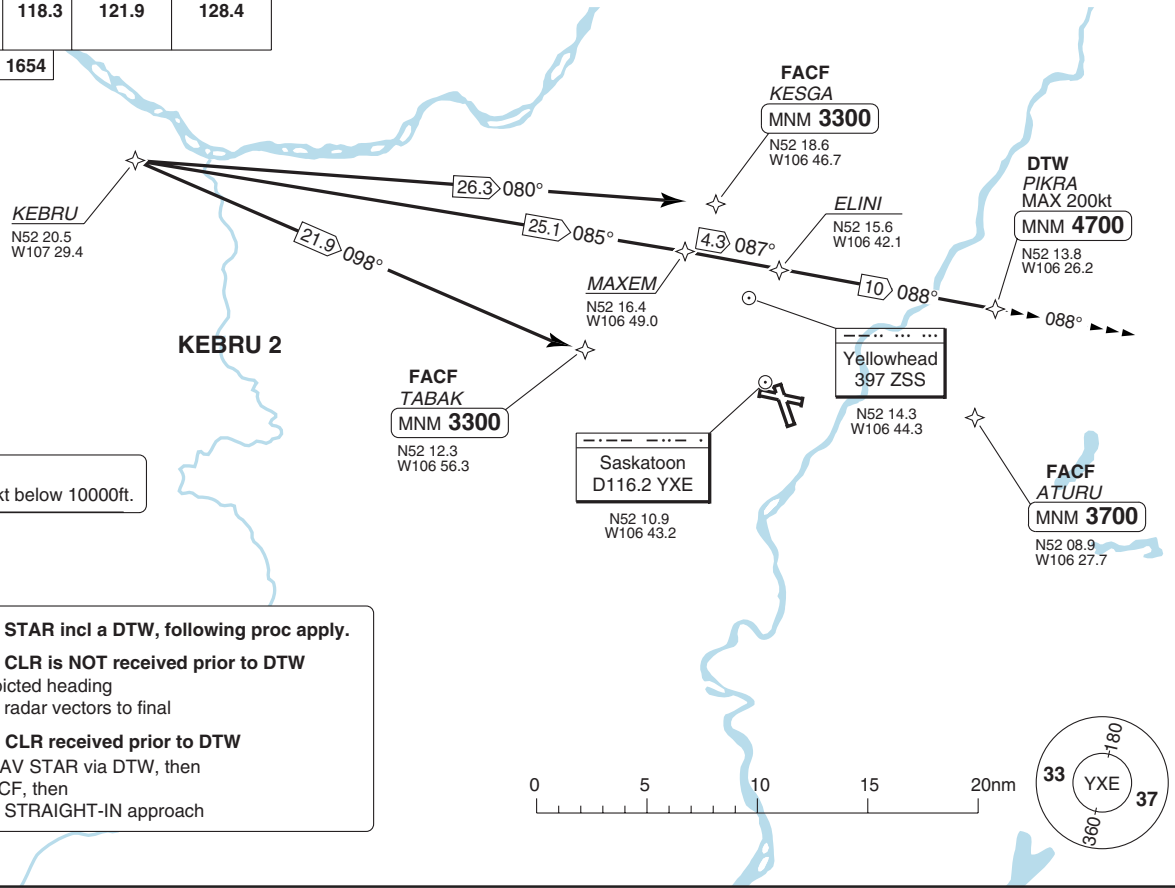 118.3 121.9 128.4
1654
FACF
KESGA
MNM 3300
N52 18.6
W106 46.7
DTW
PIKRA
MAX 200kt
MNM 4700
N52 13.8
W106 26.2
KEBRU
N52 20.5
W107 29.4
26.3 080°
25.1 085°
21.9 098°
4.3 087°
ELINI
N52 15.6
W106 42.1
10 088°
088°
MAXEM
N52 16.4
W106 49.0
KEBRU 2
FACF
TABAK
MNM 3300
N52 12.3
W106 56.3
Yellowhead
397 ZSS
N52 14.3
W106 44.3
Saskatoon
D116.2 YXE
N52 10.9
W106 43.2
FACF
ATURU
MNM 3700
N52 08.9
W106 27.7
kt below 10000ft.
STAR incl a DTW, following proc apply.
CLR is NOT received prior to DTW
picted heading
radar vectors to final
CLR received prior to DTW
AV STAR via DTW, then
CF, then
STRAIGHT-IN approach
0 5 10 15 20nm
180
33 YXE 37
360